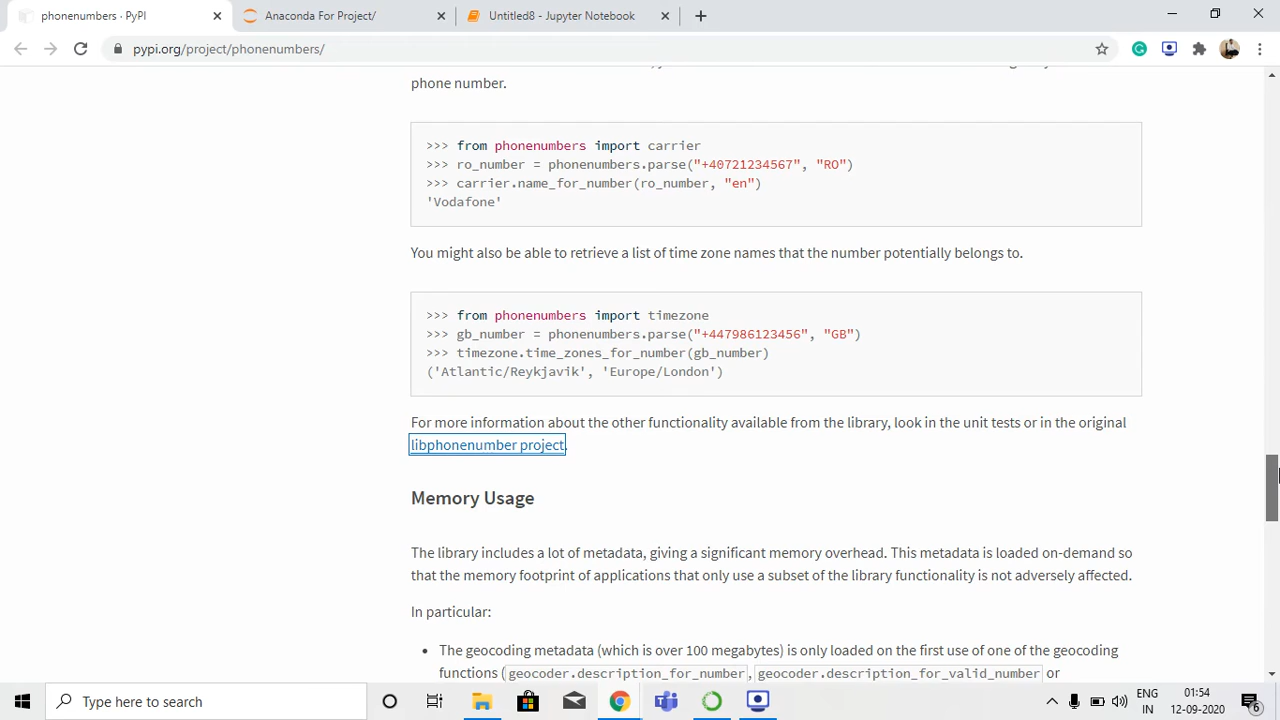 phonenumbers · PyPI
Anaconda For Project/
Untitled8 - Jupyter Notebook
pypi.org/project/phonenumbers/
phone number.
>>> from phonenumbers import carrier
>>> ro_number = phonenumbers.parse("+40721234567", "RO")
>>> carrier.name_for_number(ro_number, "en")
'Vodafone'
You might also be able to retrieve a list of time zone names that the number potentially belongs to.
>>> from phonenumbers import timezone
>>> gb_number = phonenumbers.parse("+447986123456", "GB")
>>> timezone.time_zones_for_number(gb_number)
('Atlantic/Reykjavik', 'Europe/London')
For more information about the other functionality available from the library, look in the unit tests or in the original
libphonenumber project.
Memory Usage
The library includes a lot of metadata, giving a significant memory overhead. This metadata is loaded on-demand so
that the memory footprint of applications that only use a subset of the library functionality is not adversely affected.
In particular:
• The geocoding metadata (which is over 100 megabytes) is only loaded on the first use of one of the geocoding
functions (geocoder.description_for_number, geocoder.description_for_valid_number or
Type here to search
ENG
IN
01:54
12-09-2020
6